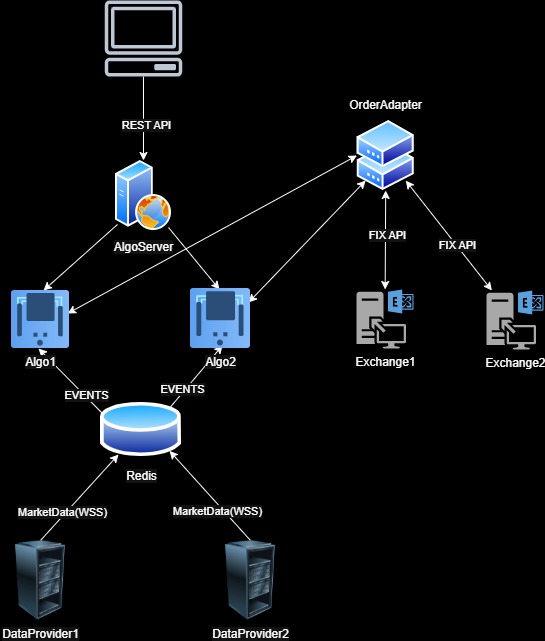 OrderAdapter
REST API
AlgoServer
FIX API
FIX API
Algo1
Algo2
Exchange1
Exchange2
EVENTS
EVENTS
Redis
MarketData(WSS)
MarketData(WSS)
DataProvider1
DataProvider2